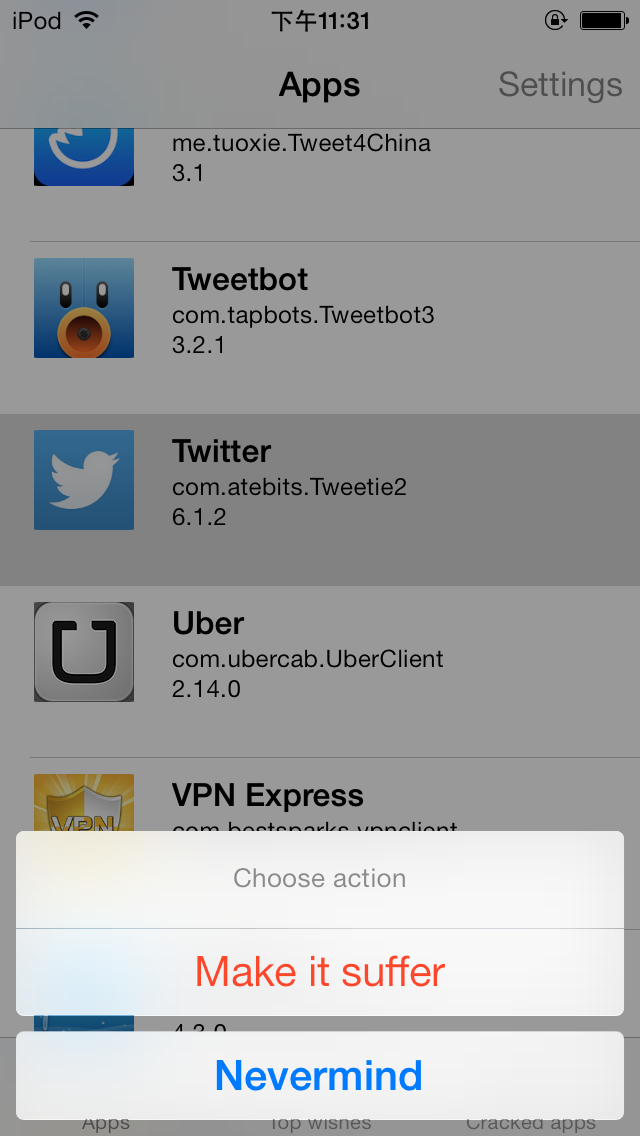 iPod
下午11:31
Apps
Settings
me.tuoxie.Tweet4China
3.1
Tweetbot
com.tapbots.Tweetbot3
3.2.1
Twitter
com.atebits.Tweetie2
6.1.2
Uber
com.ubercab.UberClient
2.14.0
VPN Express
VPN
com.bestsparks.vpnclient
Choose action
Make it suffer
4.3.0
Nevermind
Apps
Top wishes
Cracked apps